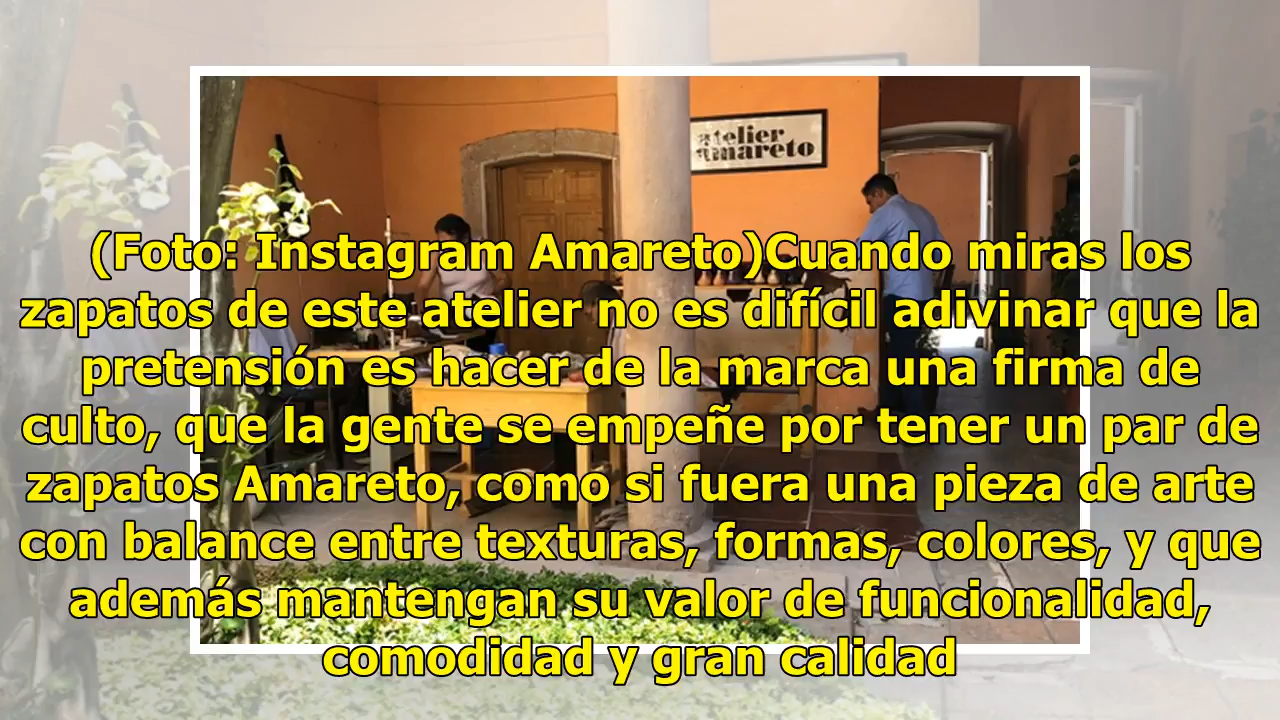 atelier
amareto
(Foto: Instagram Amareto)Cuando miras los
zapatos de este atelier no es difícil adivinar que la
pretensión es hacer de la marca una firma de
culto, que la gente se empeñe por tener un par de
zapatos Amareto, como si fuera una pieza de arte
con balance entre texturas, formas, colores, y que
además mantengan su valor de funcionalidad,
comodidad y gran calidad